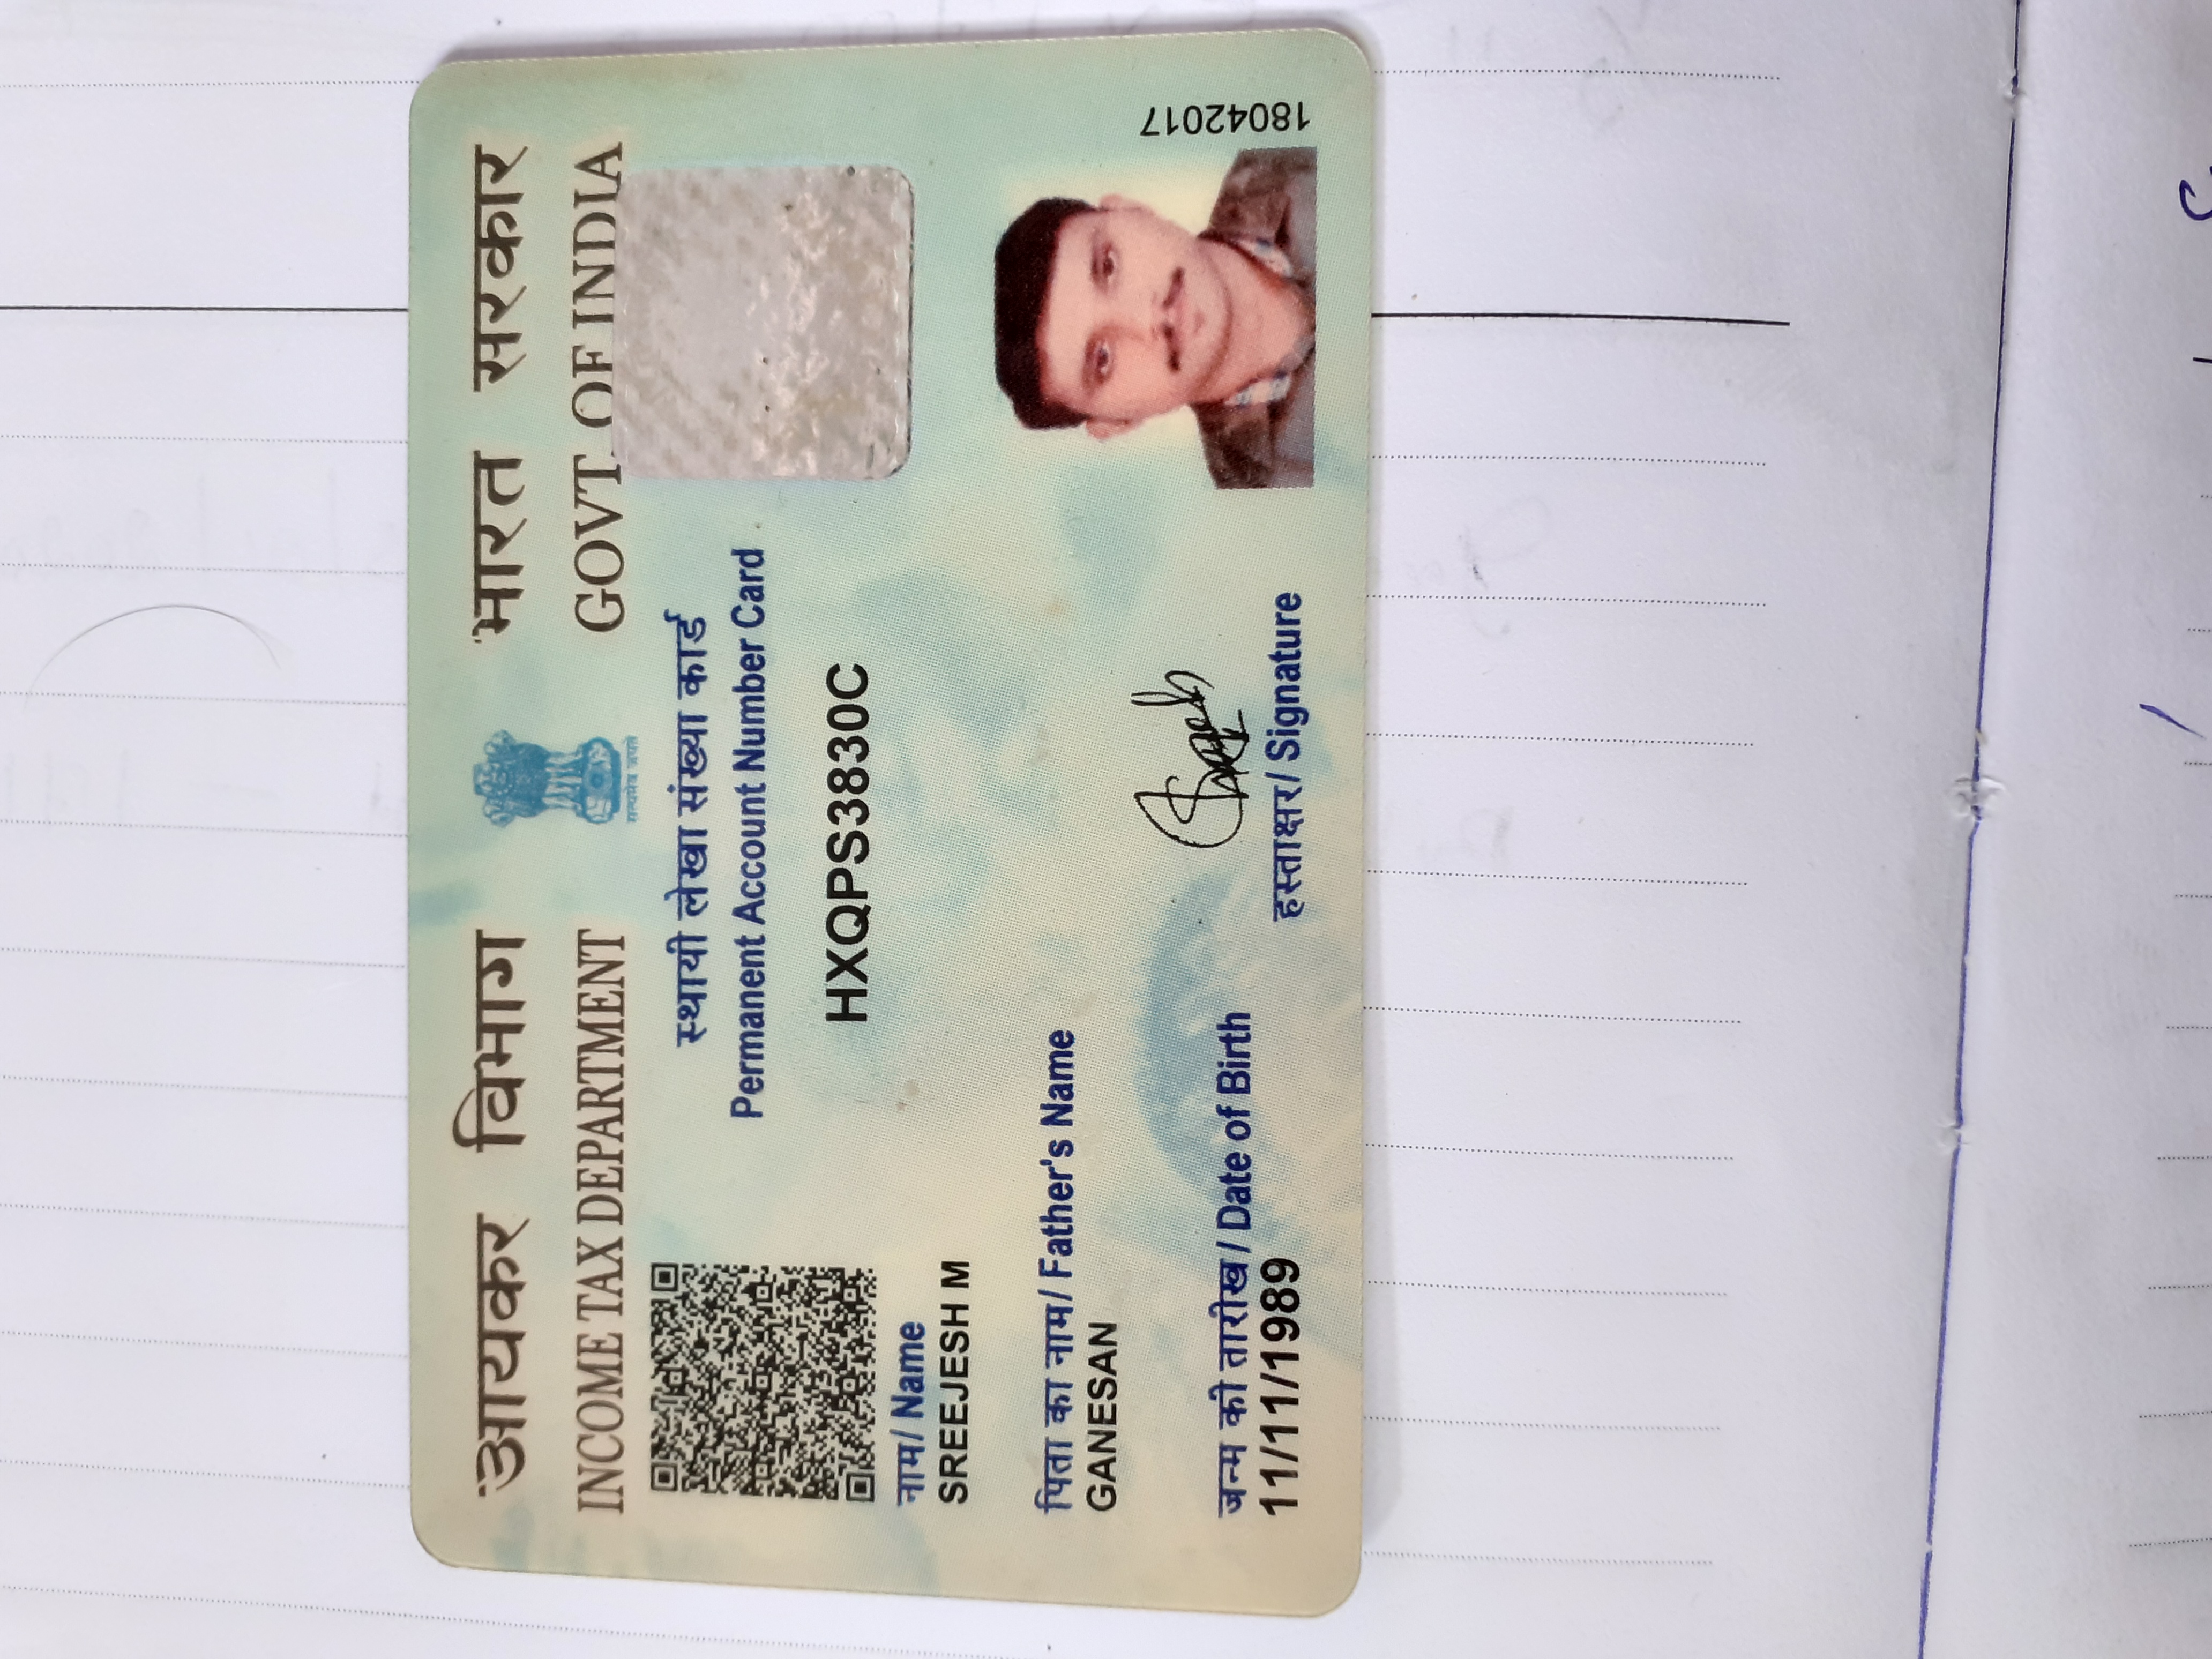 आयकर विभाग
INCOME TAX DEPARTMENT
भारत सरकार
GOVT. OF INDIA
सत्यमेव जयते
स्थायी लेखा संख्या कार्ड
Permanent Account Number Card
HXQPS3830C
नाम/ Name
SREEJESH M
पिता का नाम/ Father's Name
GANESAN
जन्म की तारीख/ Date of Birth
11/11/1989
हस्ताक्षर/ Signature
18042017